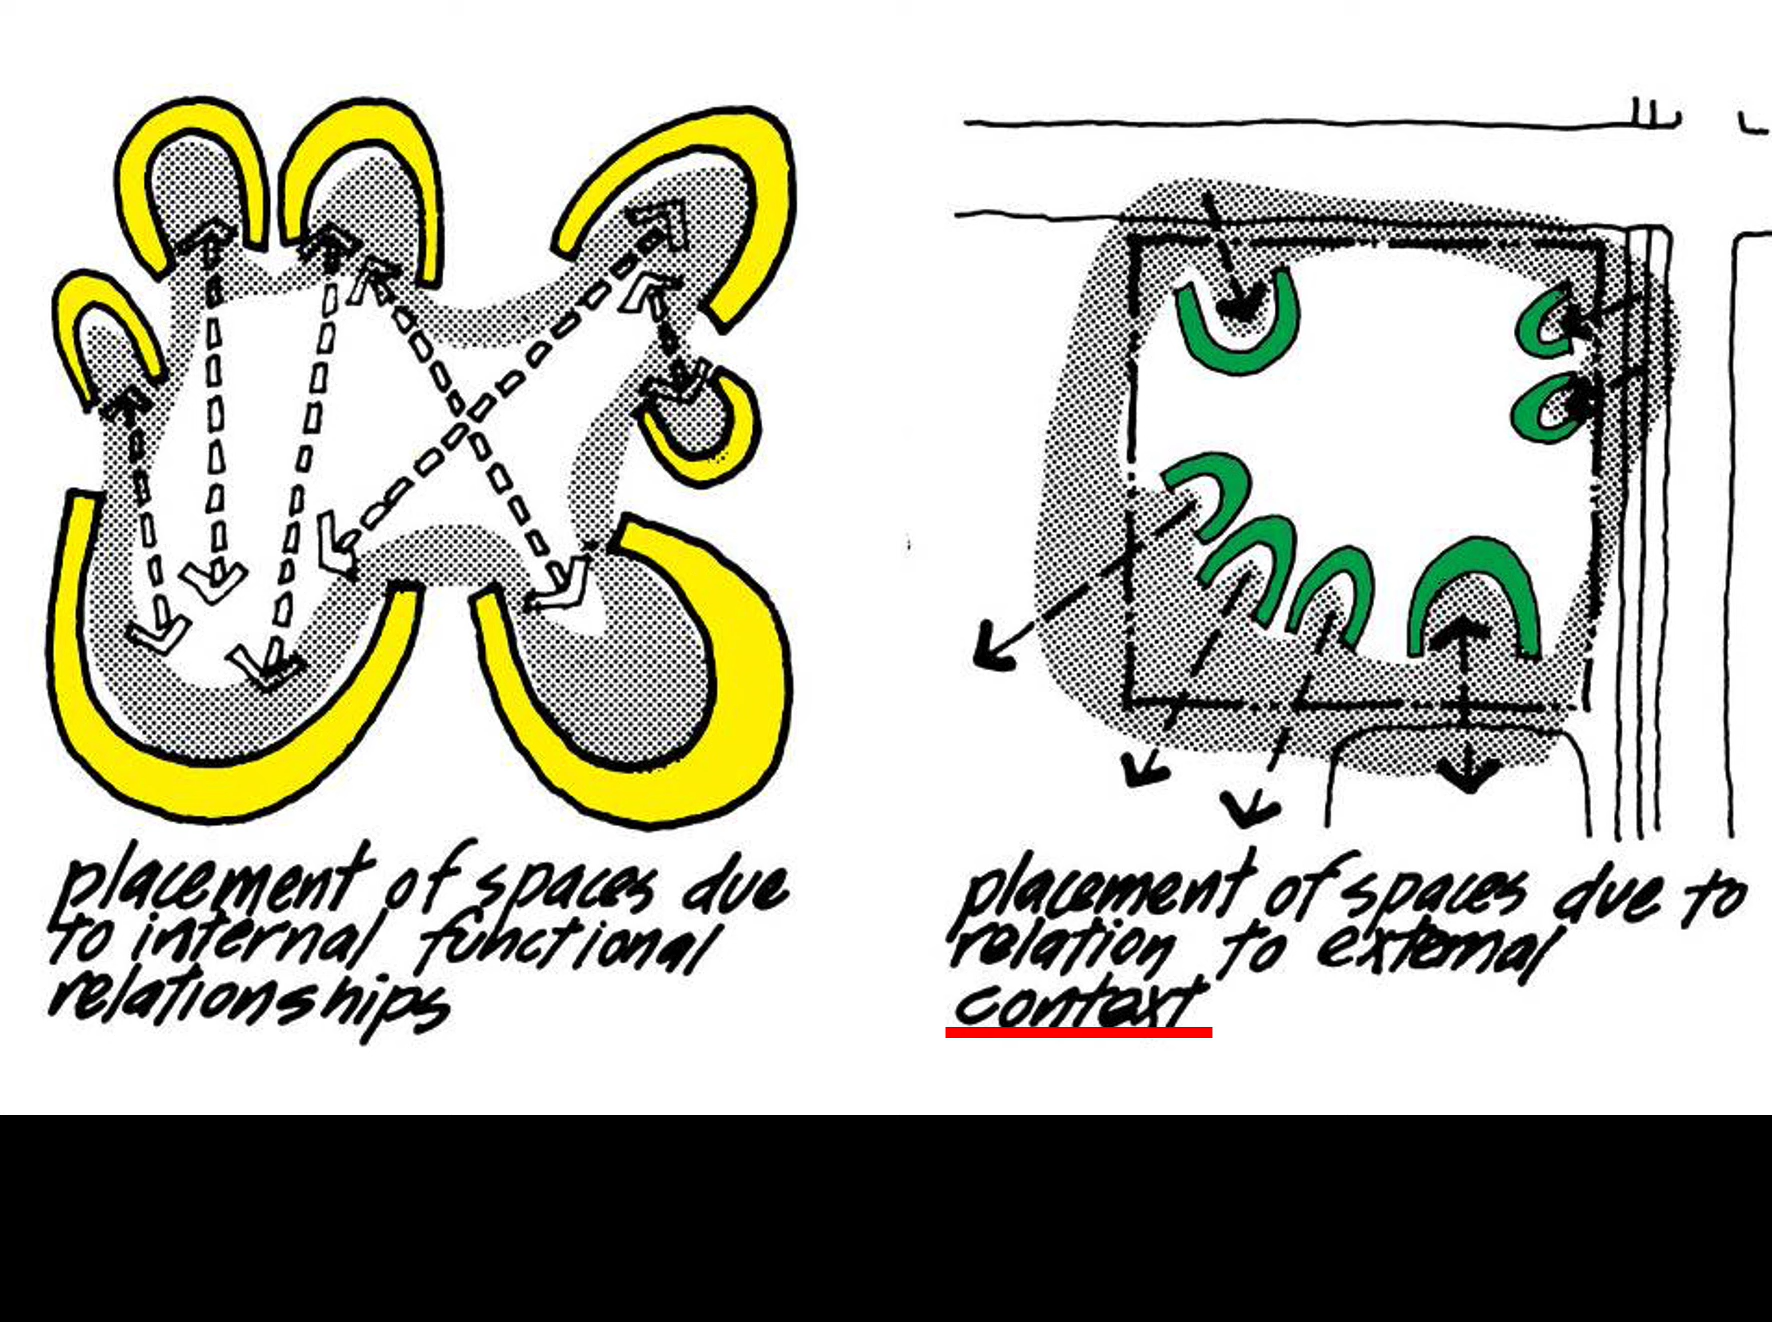 placement of spaces due
to internal functional
relationships
placement of spaces due to
relation to external
context